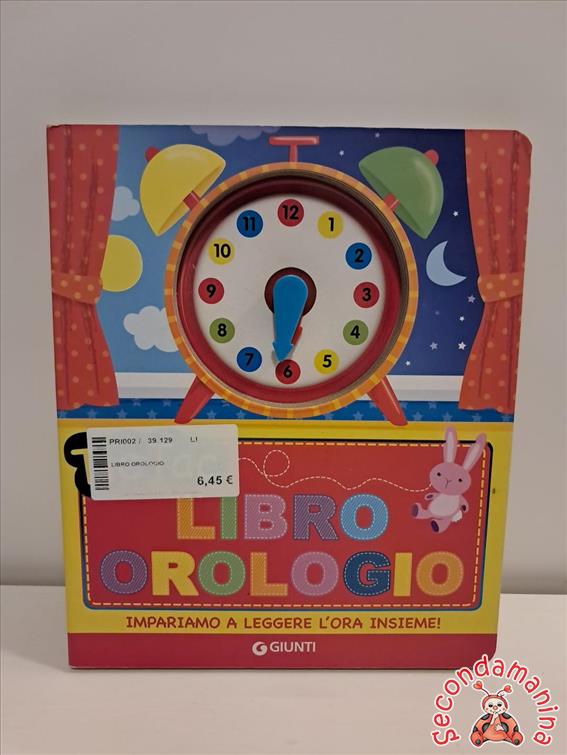 12
11
1
10
2
9
3
8
4
7
5
6
PRI002 / 39.129 LI
LIBRO OROLOGIO
6,45 €
LIBRO
OROLOGIO
IMPARIAMO A LEGGERE L'ORA INSIEME!
G GIUNTI
Secondamanina